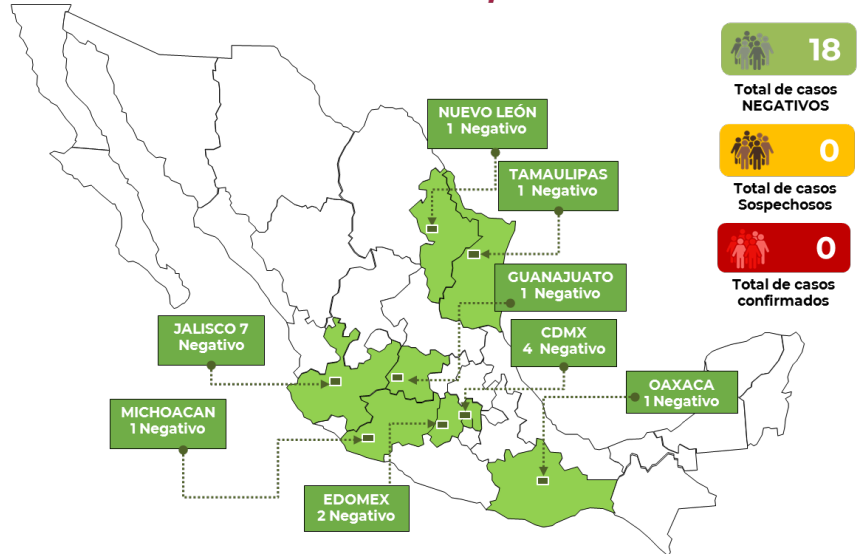 18
Total de casos
NEGATIVOS
0
Total de casos
Sospechosos
0
Total de casos
confirmados
NUEVO LEÓN
1 Negativo
TAMAULIPAS
1 Negativo
GUANAJUATO
1 Negativo
JALISCO 7
Negativo
CDMX
4 Negativo
OAXACA
1 Negativo
MICHOACAN
1 Negativo
EDOMEX
2 Negativo